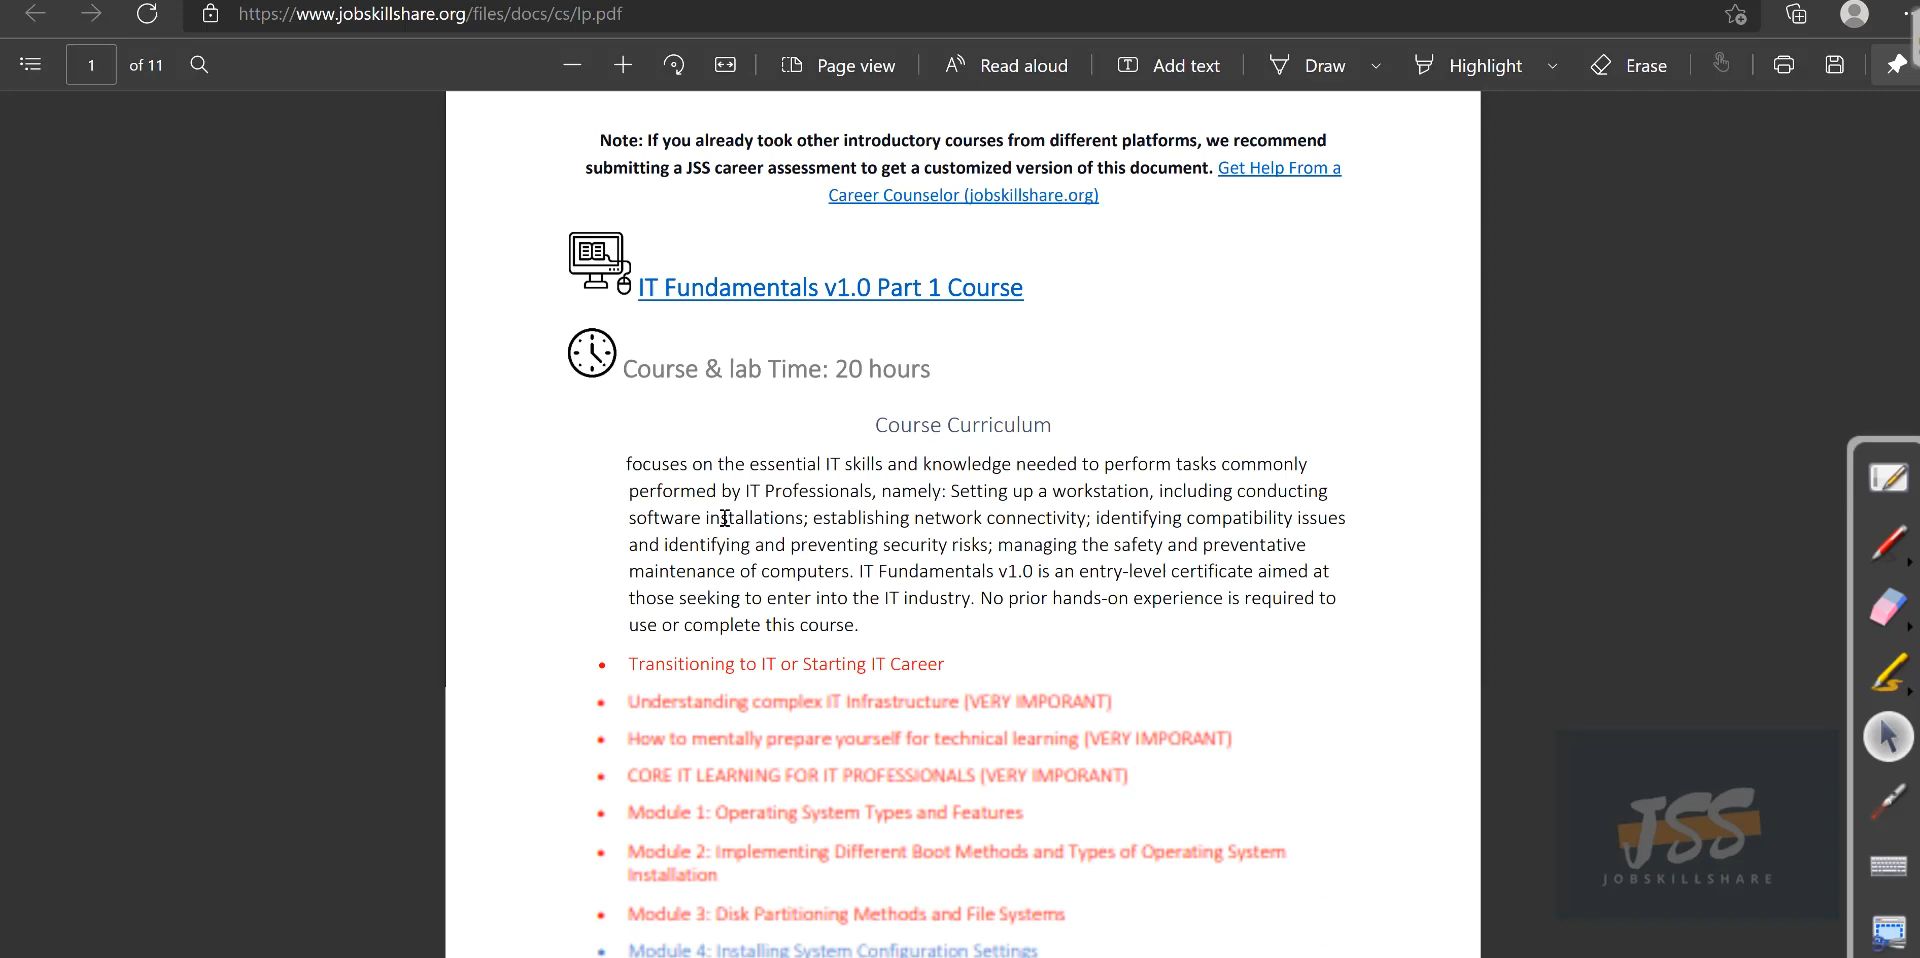 https://www.jobskillshare.org/files/docs/cs/lp.pdf
1 of 11 Page view Read aloud Add text Draw Highlight Erase
Note: If you already took other introductory courses from different platforms, we recommend
submitting a JSS career assessment to get a customized version of this document. Get Help From a
Career Counselor (jobskillshare.org)
IT Fundamentals v1.0 Part 1 Course
Course & lab Time: 20 hours
Course Curriculum
focuses on the essential IT skills and knowledge needed to perform tasks commonly
performed by IT Professionals, namely: Setting up a workstation, including conducting
software installations; establishing network connectivity; identifying compatibility issues
and identifying and preventing security risks; managing the safety and preventative
maintenance of computers. IT Fundamentals v1.0 is an entry-level certificate aimed at
those seeking to enter into the IT industry. No prior hands-on experience is required to
use or complete this course.
• Transitioning to IT or Starting IT Career
• Understanding complex IT Infrastructure (VERY IMPORANT)
• How to mentally prepare yourself for technical learning (VERY IMPORANT)
• CORE IT LEARNING FOR IT PROFESSIONALS (VERY IMPORANT)
• Module 1: Operating System Types and Features
• Module 2: Implementing Different Boot Methods and Types of Operating System
Installation
• Module 3: Disk Partitioning Methods and File Systems
• Module 4: Installing System Configuration Settings
JSS
JOBSKILLSHARE